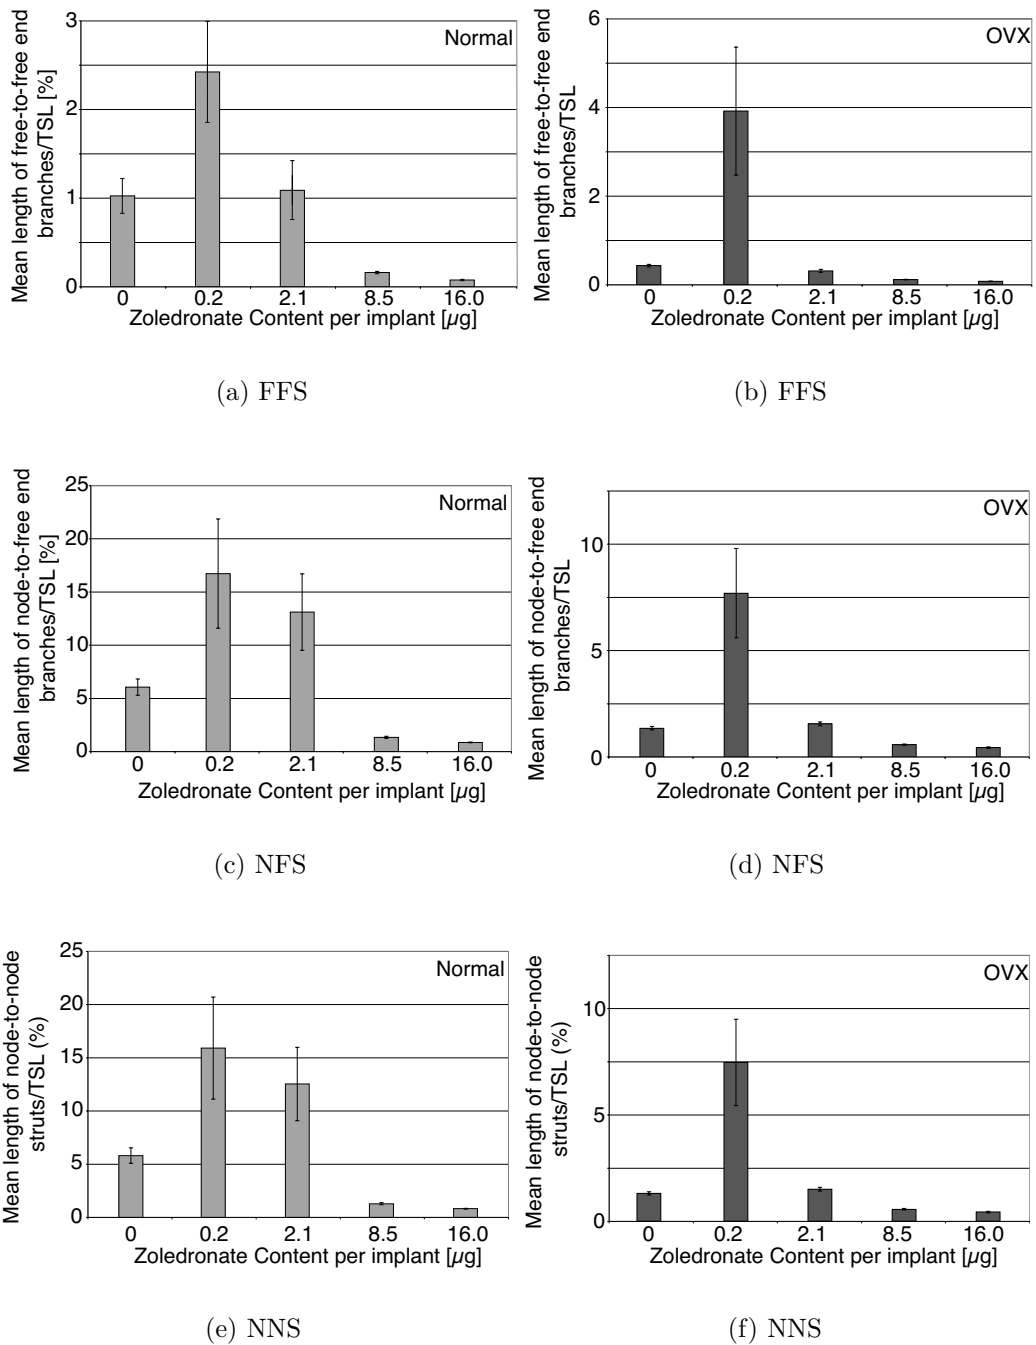 Mean length of free-to-free end
branches/TSL [%]
3
2
1
0
Normal
0 0.2 2.1 8.5 16.0
Zoledronate Content per implant [µg]
(a) FFS
Mean length of free-to-free end
branches/TSL
6
4
2
0
OVX
0 0.2 2.1 8.5 16.0
Zoledronate Content per implant [µg]
(b) FFS
Mean length of node-to-free end
branches/TSL [%]
25
20
15
10
5
0
Normal
0 0.2 2.1 8.5 16.0
Zoledronate Content per implant [µg]
(c) NFS
Mean length of node-to-free end
branches/TSL
10
5
0
OVX
0 0.2 2.1 8.5 16.0
Zoledronate Content per implant [µg]
(d) NFS
Mean length of node-to-node
struts/TSL (%)
25
20
15
10
5
0
Normal
0 0.2 2.1 8.5 16.0
Zoledronate Content per implant [µg]
(e) NNS
Mean length of node-to-node
struts/TSL (%)
10
5
0
OVX
0 0.2 2.1 8.5 16.0
Zoledronate Content per implant [µg]
(f) NNS